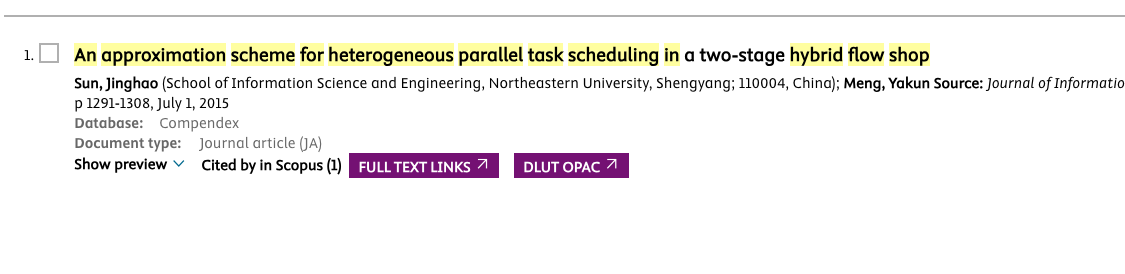 1. An approximation scheme for heterogeneous parallel task scheduling in a two-stage hybrid flow shop
Sun, Jinghao (School of Information Science and Engineering, Northeastern University, Shengyang; 110004, China); Meng, Yakun Source: Journal of Informatio
p 1291-1308, July 1, 2015
Database: Compendex
Document type: Journal article (JA)
Show preview Cited by in Scopus (1) FULL TEXT LINKS DLUT OPAC